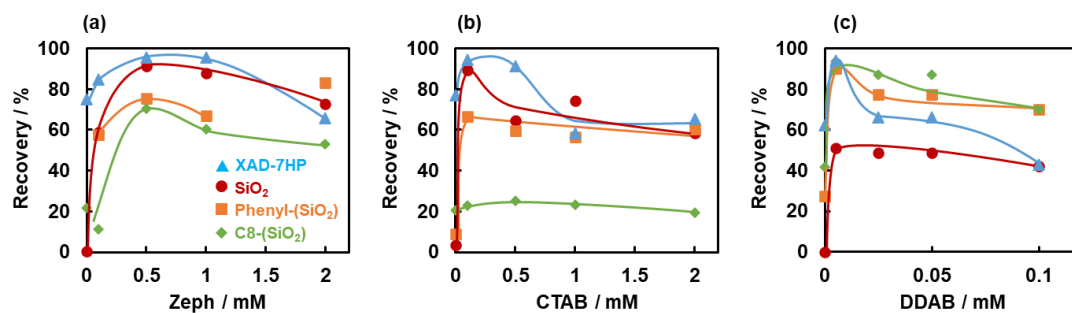 (a)
Recovery / %
100
80
60
40
20
0
0
0.5
1
1.5
2
Zeph / mM
XAD-7HP
SiO₂
Phenyl-(SiO₂)
C8-(SiO₂)
(b)
Recovery / %
100
80
60
40
20
0
0
0.5
1
1.5
2
CTAB / mM
(c)
Recovery / %
100
80
60
40
20
0
0
0.05
0.1
DDAB / mM